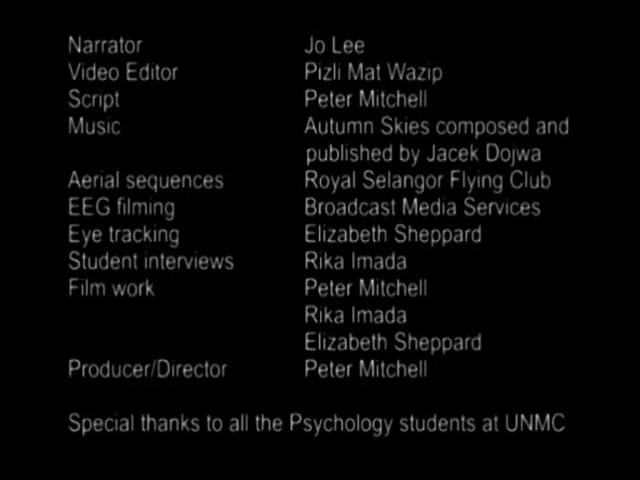 Narrator Jo Lee
Video Editor Pizli Mat Wazip
Script Peter Mitchell
Music Autumn Skies composed and
published by Jacek Dojwa
Aerial sequences Royal Selangor Flying Club
EEG filming Broadcast Media Services
Eye tracking Elizabeth Sheppard
Student interviews Rika Imada
Film work Peter Mitchell
Rika Imada
Elizabeth Sheppard
Producer/Director Peter Mitchell
Special thanks to all the Psychology students at UNMC